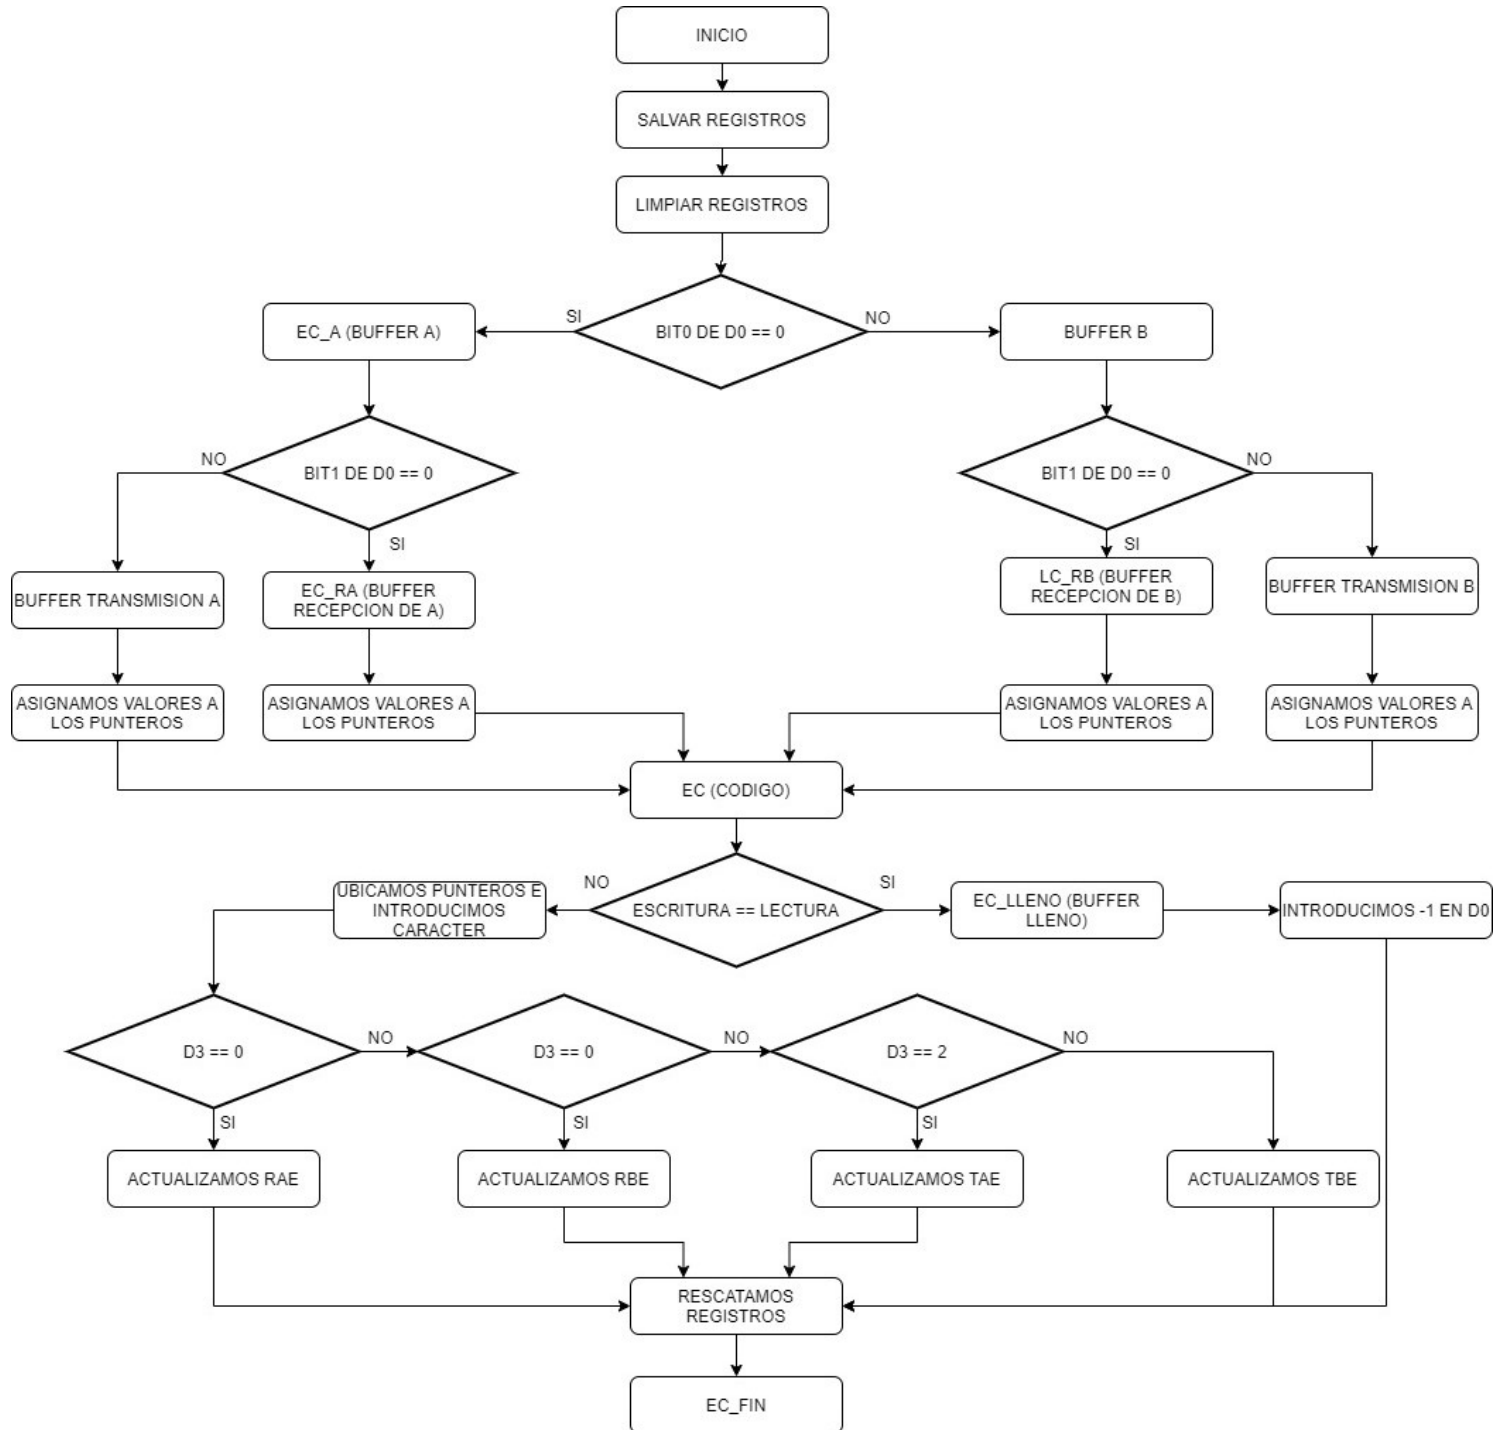 INICIO
SALVAR REGISTROS
LIMPIAR REGISTROS
BIT0 DE D0 == 0
SI
NO
EC_A (BUFFER A)
BUFFER B
BIT1 DE D0 == 0
NO
SI
BIT1 DE D0 == 0
NO
SI
BUFFER TRANSMISION A
EC_RA (BUFFER
RECEPCION DE A)
LC_RB (BUFFER
RECEPCION DE B)
BUFFER TRANSMISION B
ASIGNAMOS VALORES A
LOS PUNTEROS
ASIGNAMOS VALORES A
LOS PUNTEROS
ASIGNAMOS VALORES A
LOS PUNTEROS
ASIGNAMOS VALORES A
LOS PUNTEROS
EC (CODIGO)
ESCRITURA == LECTURA
NO
SI
UBICAMOS PUNTEROS E
INTRODUCIMOS
CARACTER
EC_LLENO (BUFFER
LLENO)
INTRODUCIMOS -1 EN D0
D3 == 0
NO
SI
D3 == 0
NO
SI
D3 == 2
NO
SI
ACTUALIZAMOS RAE
ACTUALIZAMOS RBE
ACTUALIZAMOS TAE
ACTUALIZAMOS TBE
RESCATAMOS
REGISTROS
EC_FIN